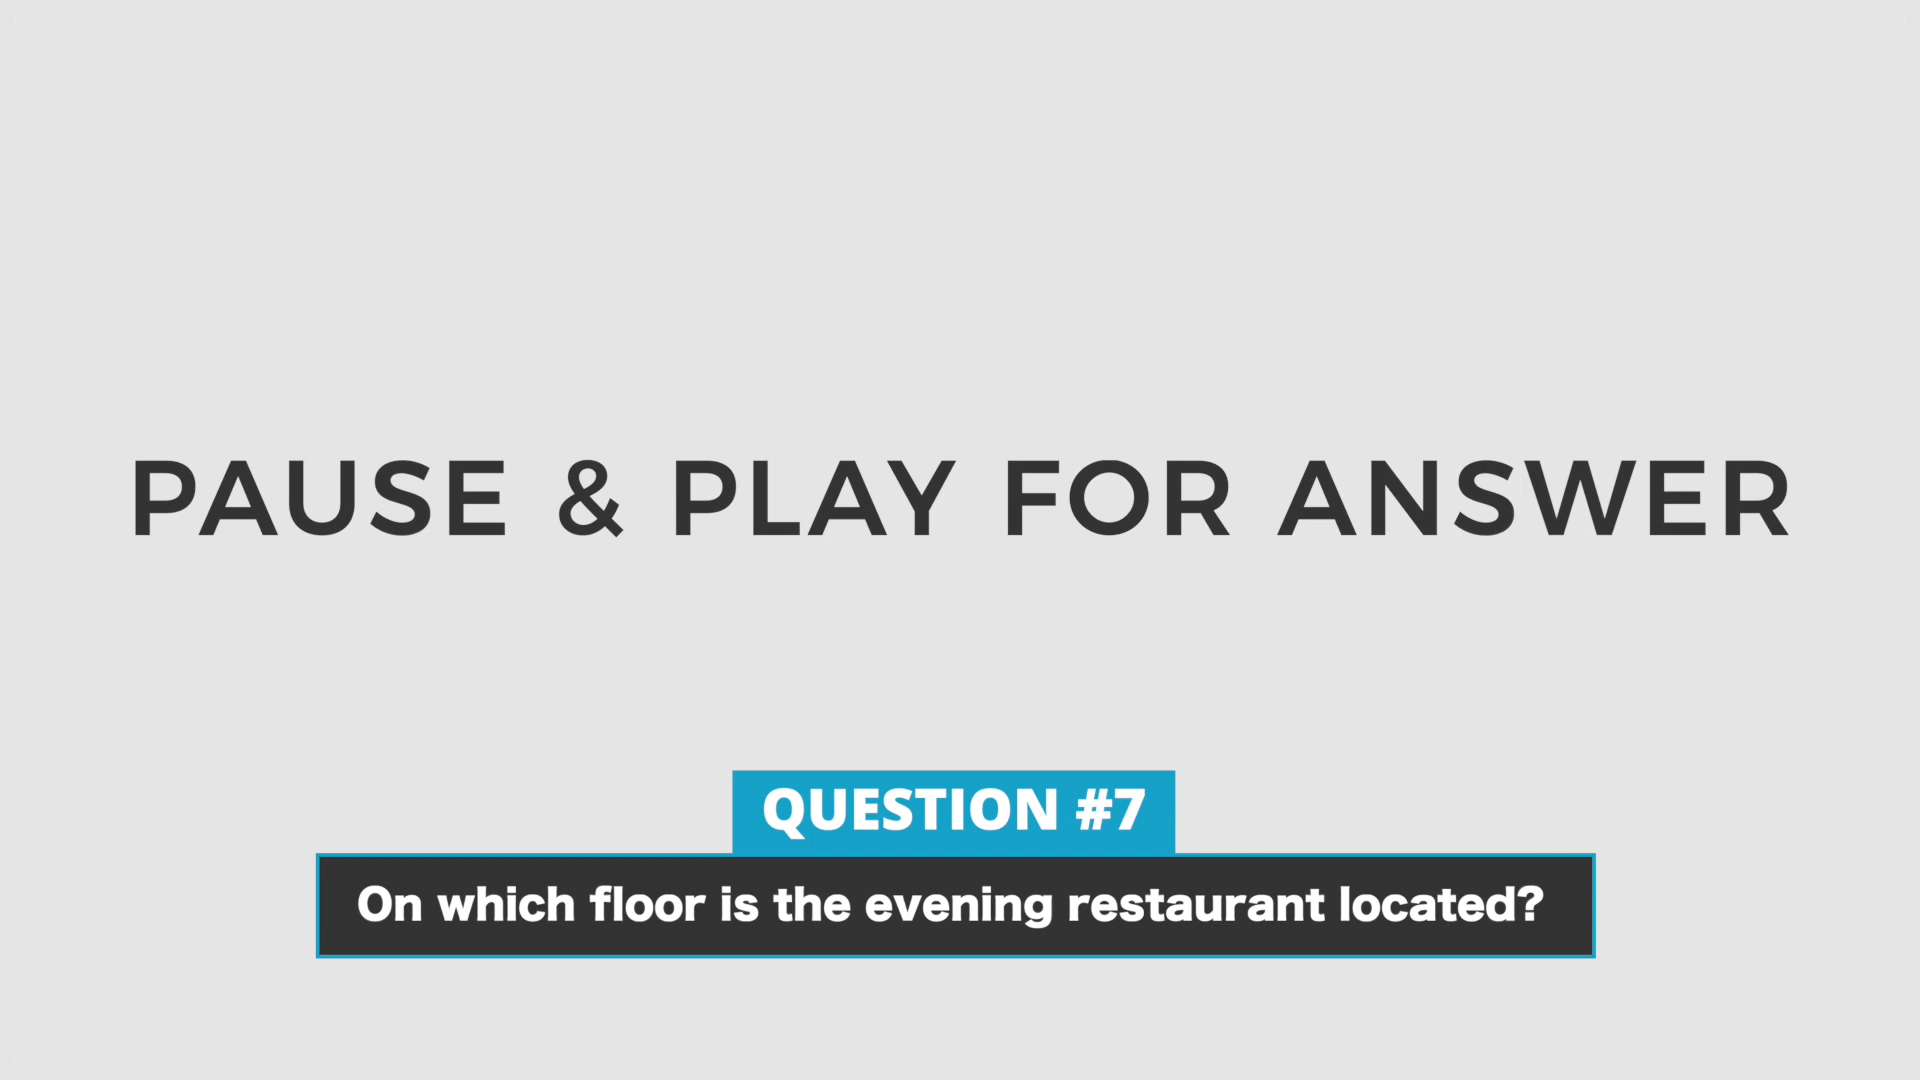 PAUSE & PLAY FOR ANSWER
QUESTION #7
On which floor is the evening restaurant located?